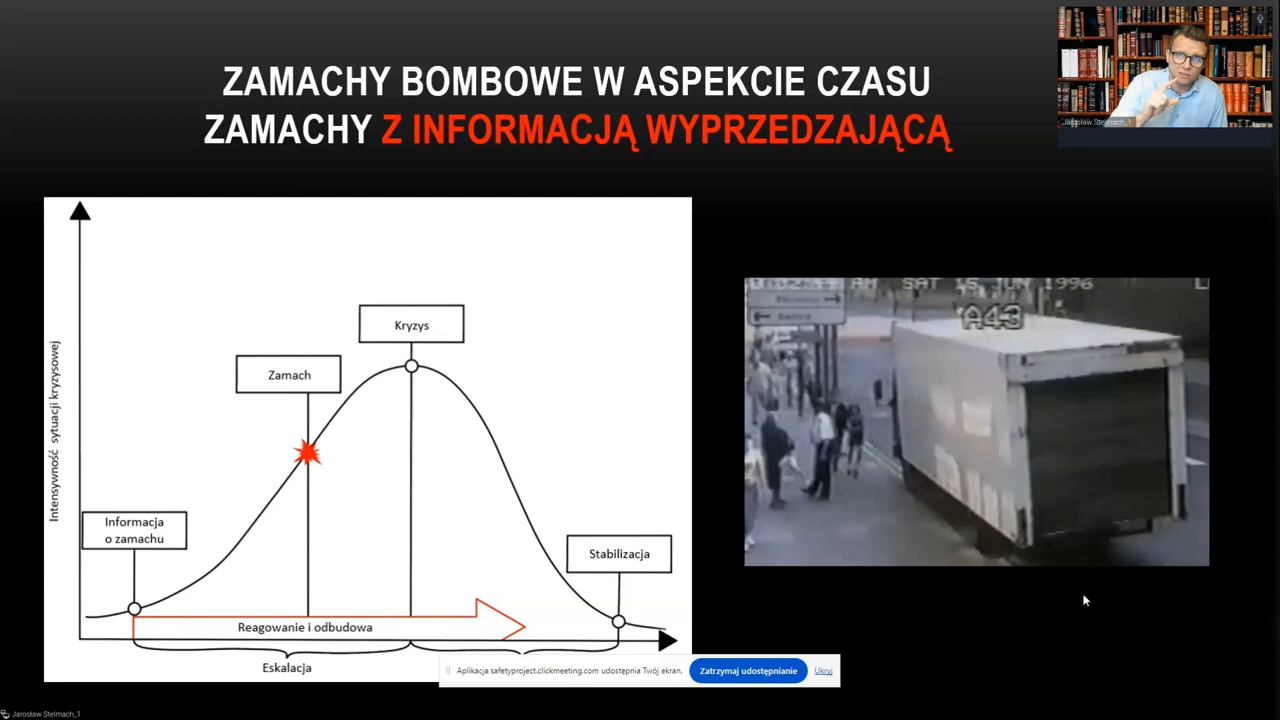 ZAMACHY BOMBOWE W ASPEKCIE CZASU
ZAMACHY Z INFORMACJĄ WYPRZEDZAJĄCĄ
Jarosław Stelmach_1
Intensywność sytuacji kryzysowej
Kryzys
Zamach
Informacja
o zamachu
Stabilizacja
Reagowanie i odbudowa
Eskalacja
SAT 15 JUN 1996
A43
Aplikacja safetyproject.clickmeeting.com udostępnia Twój ekran.
Zatrzymaj udostępnianie
Ukryj
Jarosław Stelmach_1